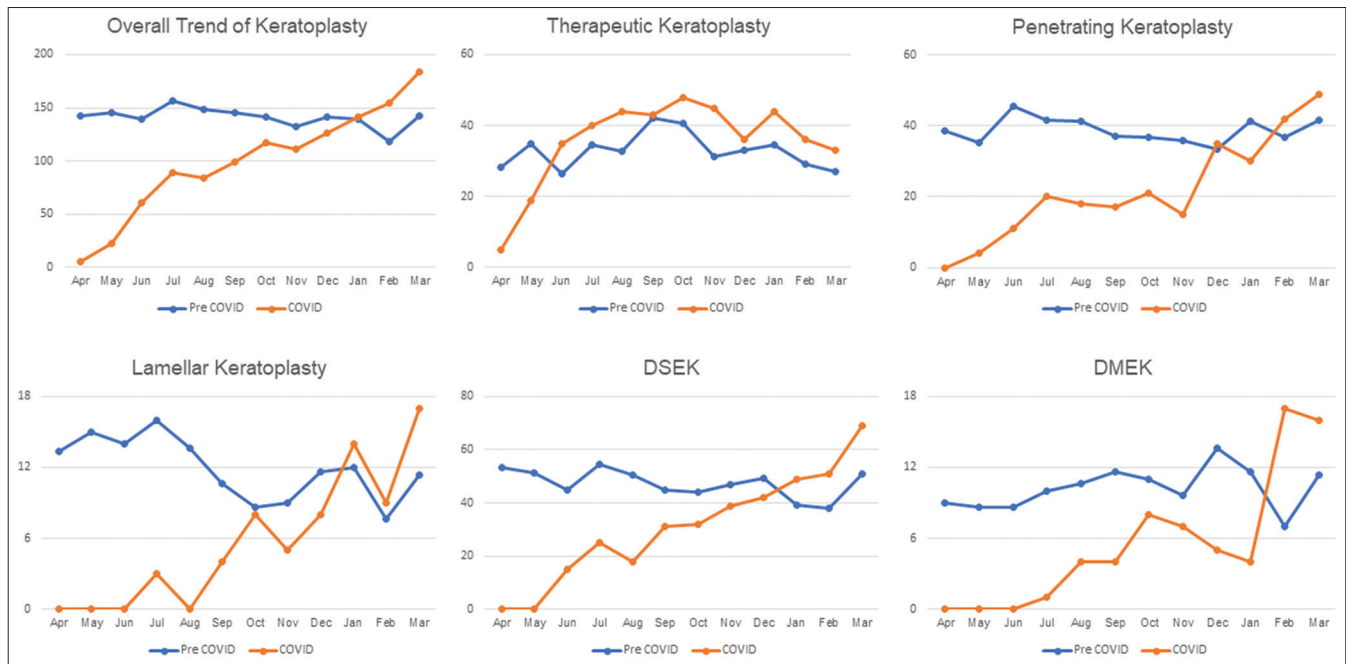 Overall Trend of Keratoplasty
200
150
100
50
0
Apr May Jun Jul Aug Sep Oct Nov Dec Jan Feb Mar
Pre COVID COVID
Therapeutic Keratoplasty
60
40
20
0
Apr May Jun Jul Aug Sep Oct Nov Dec Jan Feb Mar
Pre COVID COVID
Penetrating Keratoplasty
60
40
20
0
Apr May Jun Jul Aug Sep Oct Nov Dec Jan Feb Mar
Pre COVID COVID
Lamellar Keratoplasty
18
12
6
0
Apr May Jun Jul Aug Sep Oct Nov Dec Jan Feb Mar
Pre COVID COVID
DSEK
80
60
40
20
0
Apr May Jun Jul Aug Sep Oct Nov Dec Jan Feb Mar
Pre COVID COVID
DMEK
18
12
6
0
Apr May Jun Jul Aug Sep Oct Nov Dec Jan Feb Mar
Pre COVID COVID